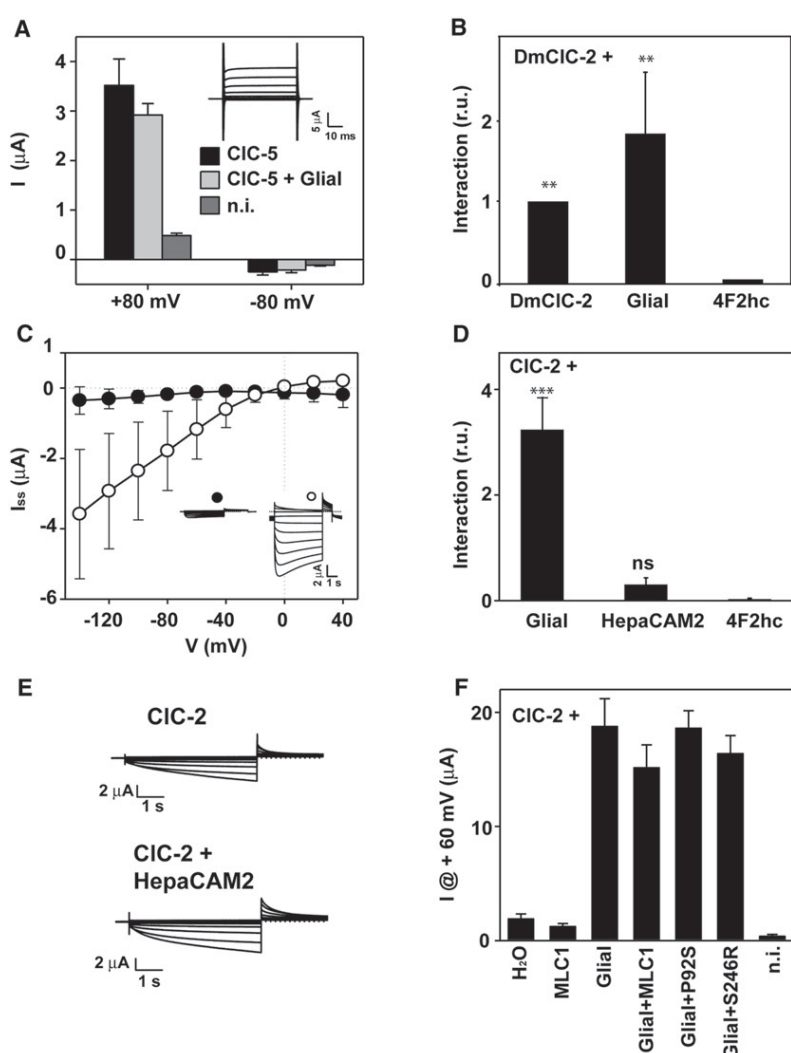 A
I (μA)
4
3
2
1
0
5 μA
10 ms
ClC-5
ClC-5 + Glial
n.i.
+80 mV
-80 mV
B
DmClC-2 +
Interaction (r.u.)
2
1
0
**
**
DmClC-2
Glial
4F2hc
C
Iss (μA)
1
0
-2
-4
-6
2 μA
1 s
-120
-80
-40
0
40
V (mV)
D
ClC-2 +
Interaction (r.u.)
4
2
0
***
ns
Glial
HepaCAM2
4F2hc
E
ClC-2
2 μA
1 s
ClC-2 +
HepaCAM2
2 μA
1 s
F
ClC-2 +
I @ + 60 mV (μA)
20
10
0
H₂O
MLC1
Glial
Glial+MLC1
Glial+P92S
Glial+S246R
n.i.